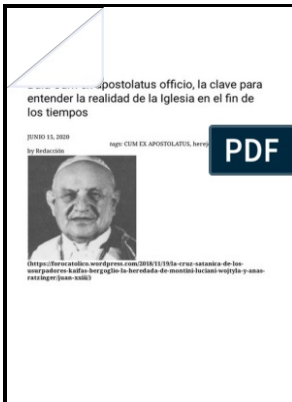 apostolatus officio, la clave para
entender la realidad de la Iglesia en el fin de
los tiempos
JUNIO 15, 2020
tags: CUM EX APOSTOLATUS, herej
by Redacción
PDF
(https://forocatolico.wordpress.com/2018/11/19/la-cruz-satanica-de-los-
usurpadores-kaifas-bergoglio-la-heredada-de-montini-luciani-wojtyla-y-anas-
ratzinger/juan-xxiii/)